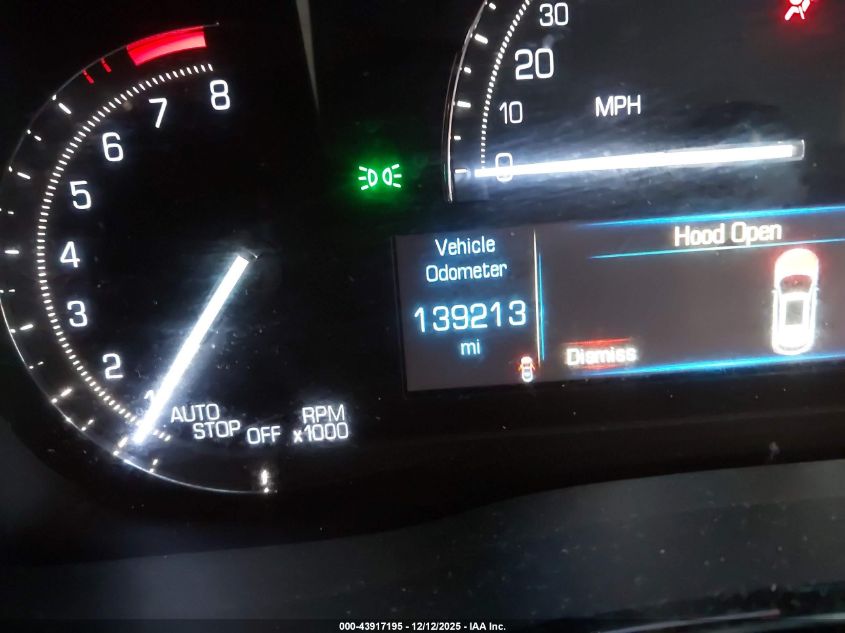 8
7
6
5
4
3
2
1
AUTO
STOP
OFF
RPM
x1000
30
20
10
0
MPH
Vehicle
Odometer
139213
mi
Hood Open
Dismiss
000-43917195 - 12/12/2025 - IAA Inc.